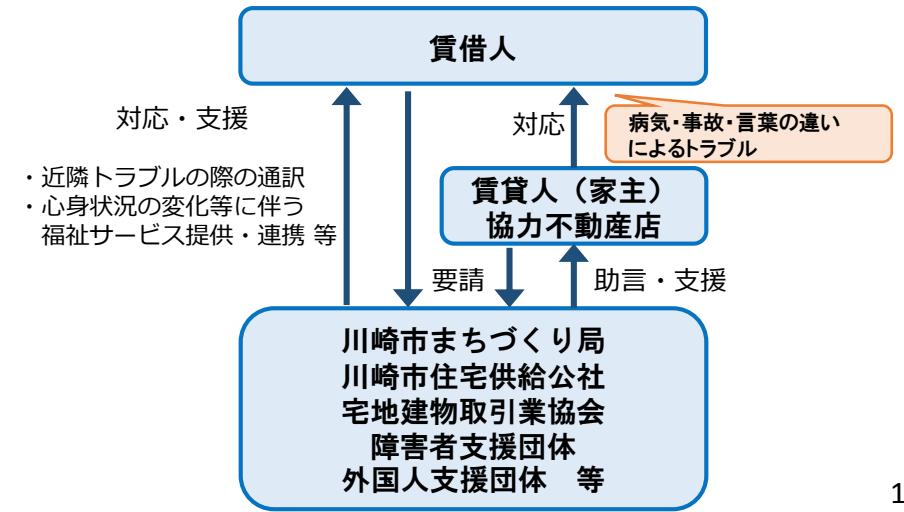 賃借人
対応・支援
対応
病気・事故・言葉の違い
によるトラブル
・近隣トラブルの際の通訳
・心身状況の変化等に伴う
福祉サービス提供・連携 等
賃貸人（家主）
協力不動産店
要請
助言・支援
川崎市まちづくり局
川崎市住宅供給公社
宅地建物取引業協会
障害者支援団体
外国人支援団体　等
1